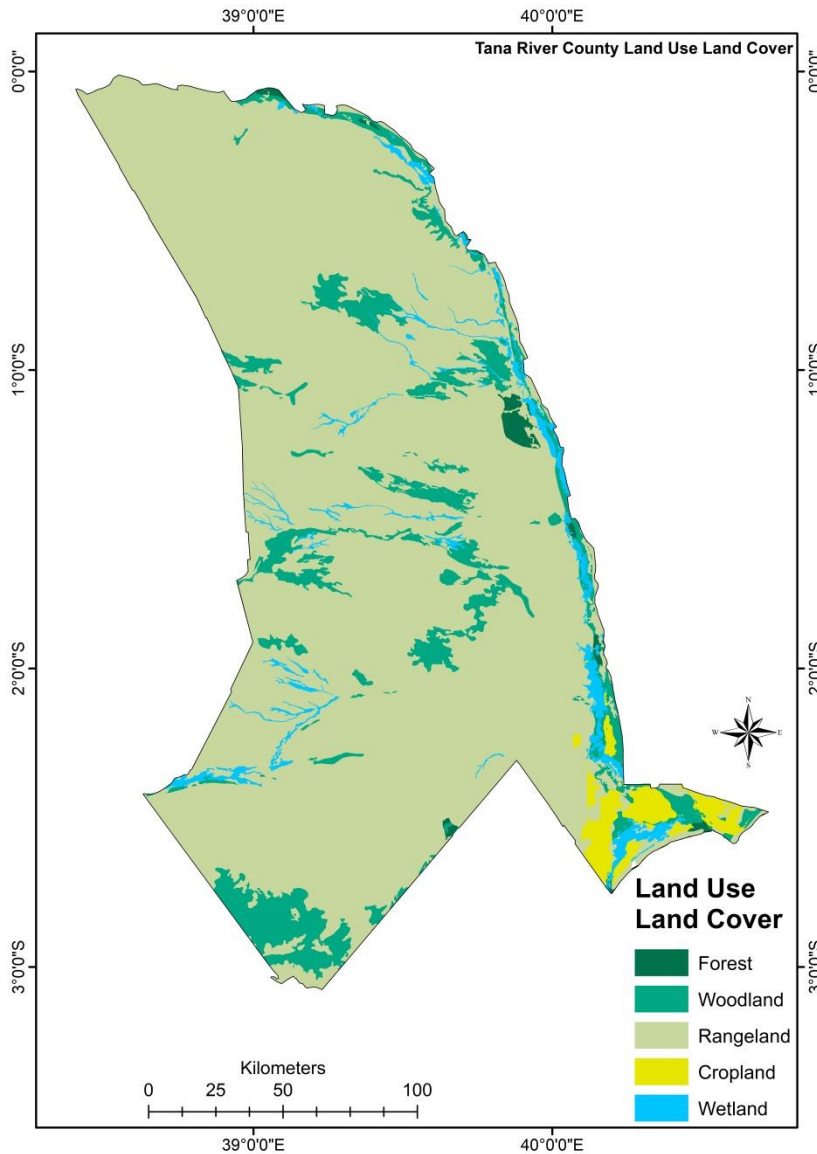 39°0'0"E 40°0'0"E
Tana River County Land Use Land Cover
0°0'0" 0°0'0"
1°0'0"S 1°0'0"S
2°0'0"S 2°0'0"S
N
W E
S
Land Use
Land Cover
Forest
Woodland
Rangeland
Cropland
Wetland
3°0'0"S 3°0'0"S
Kilometers
0 25 50 100
39°0'0"E 40°0'0"E